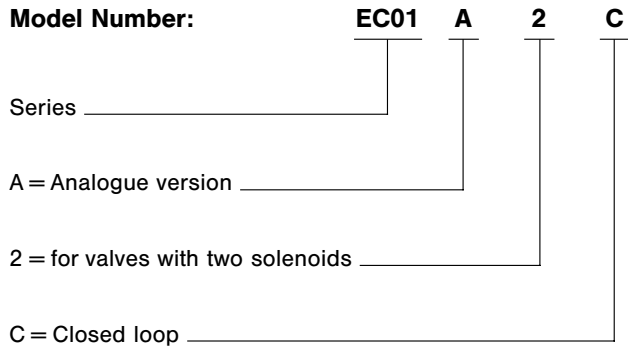 Model Number: EC01 A 2 C
Series
A = Analogue version
2 = for valves with two solenoids
C = Closed loop